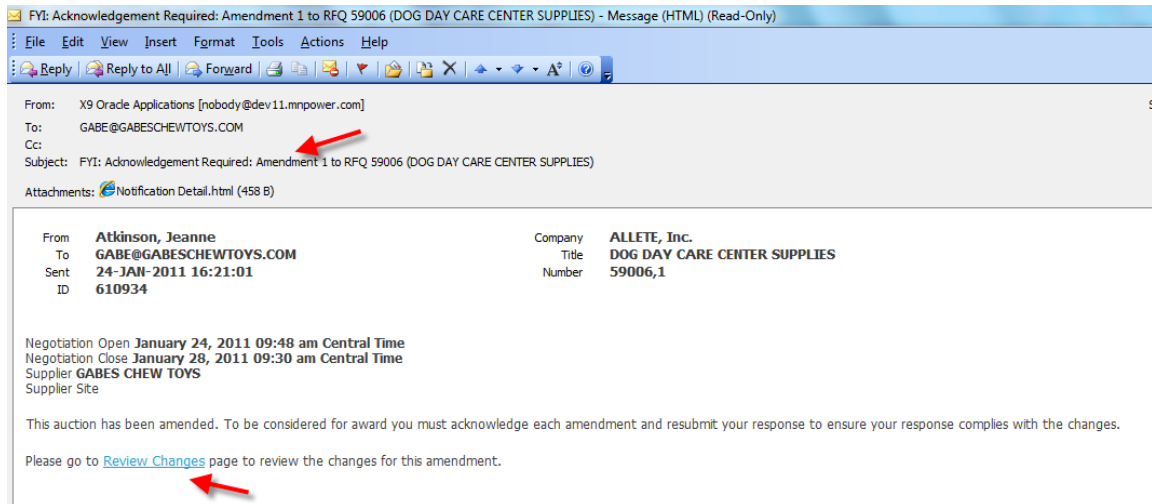 FYI: Acknowledgement Required: Amendment 1 to RFQ 59006 (DOG DAY CARE CENTER SUPPLIES) - Message (HTML) (Read-Only)
File Edit View Insert Format Tools Actions Help
Reply Reply to All Forward
From: X9 Oracle Applications [nobody@dev11.mnpower.com] S
To: GABE@GABESCHEWTOYS.COM
Cc:
Subject: FYI: Acknowledgement Required: Amendment 1 to RFQ 59006 (DOG DAY CARE CENTER SUPPLIES)
Attachments: Notification Detail.html (458 B)
From Atkinson, Jeanne Company ALLETE, Inc.
To GABE@GABESCHEWTOYS.COM Title DOG DAY CARE CENTER SUPPLIES
Sent 24-JAN-2011 16:21:01 Number 59006,1
ID 610934
Negotiation Open January 24, 2011 09:48 am Central Time
Negotiation Close January 28, 2011 09:30 am Central Time
Supplier GABES CHEW TOYS
Supplier Site
This auction has been amended. To be considered for award you must acknowledge each amendment and resubmit your response to ensure your response complies with the changes.
Please go to Review Changes page to review the changes for this amendment.